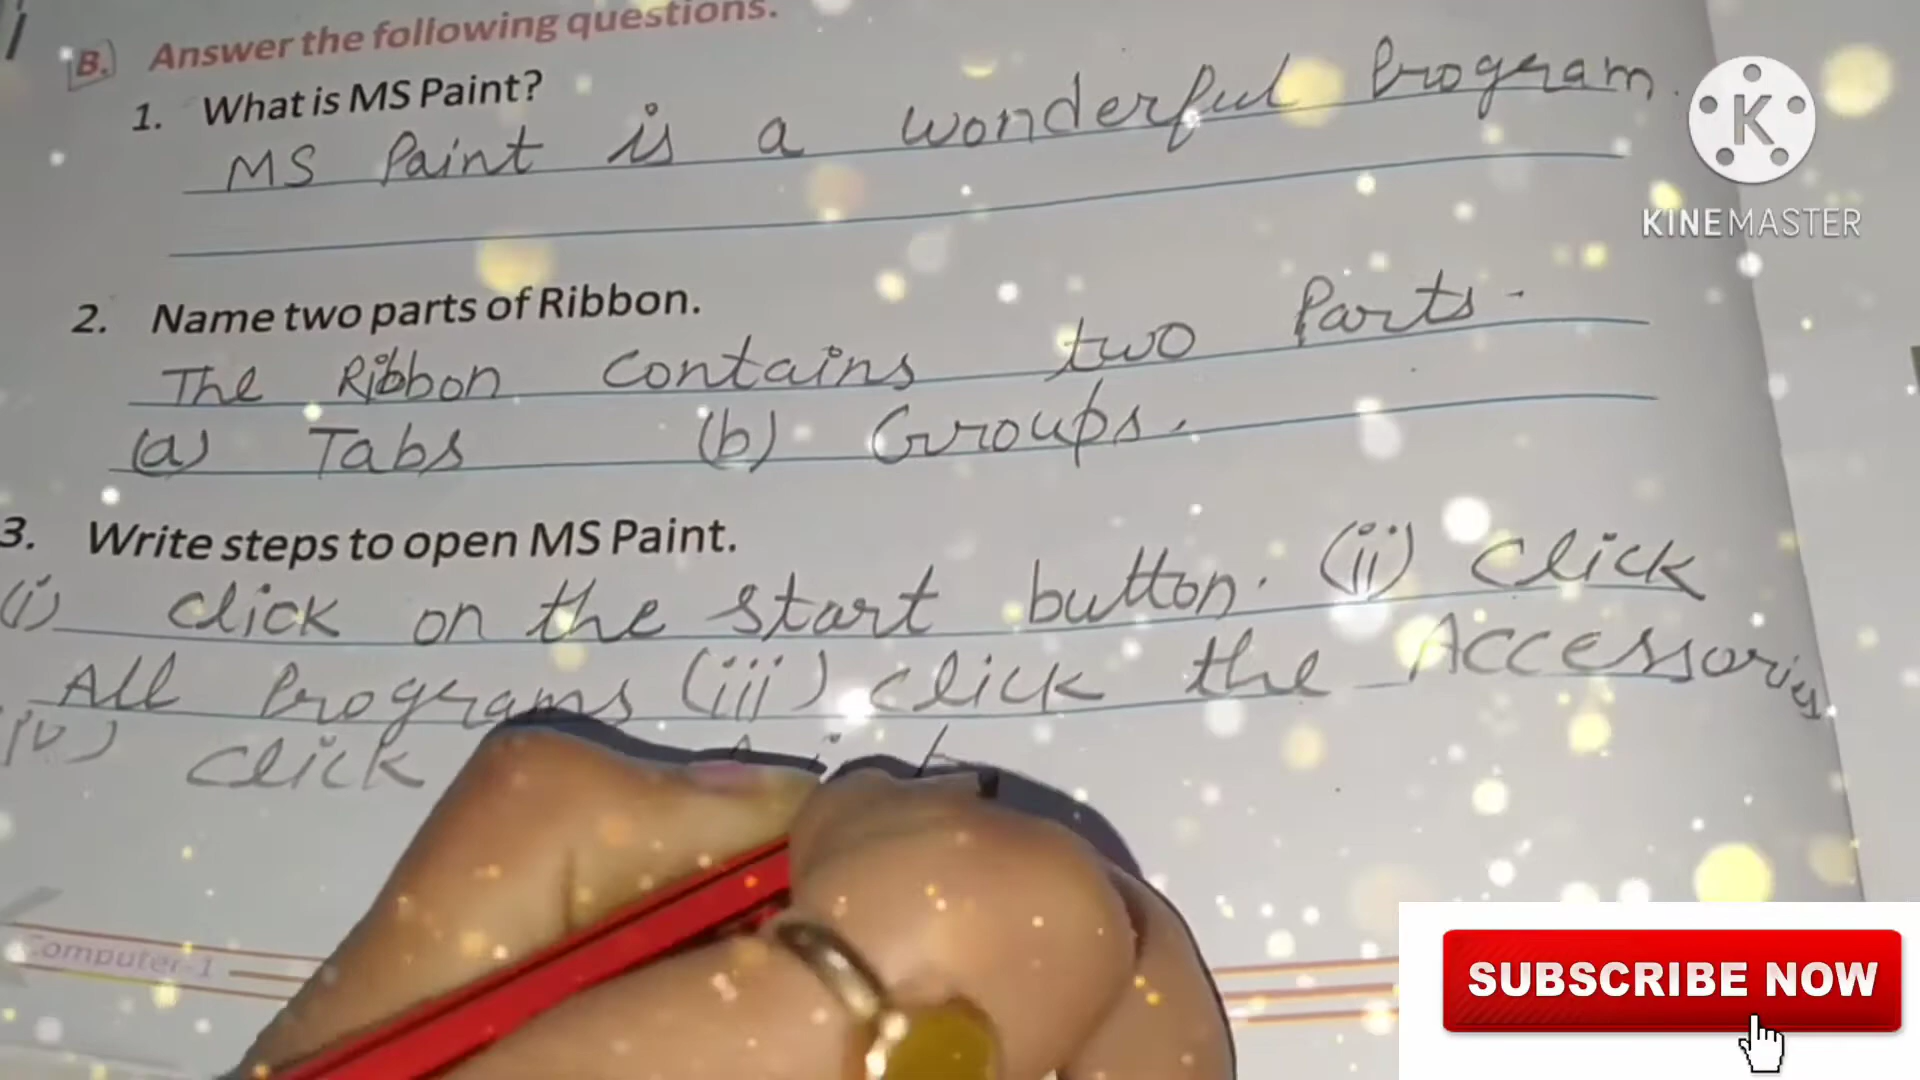 B. Answer the following questions.
1. What is MS Paint?
MS Paint is a wonderful Program.
2. Name two parts of Ribbon.
The Ribbon contains two Parts.
(a) Tabs (b) Groups.
3. Write steps to open MS Paint.
(i) click on the start button. (ii) click
All Programs (iii) click the Accessories
(iv) click
Computer-1
K
KINEMASTER
SUBSCRIBE NOW